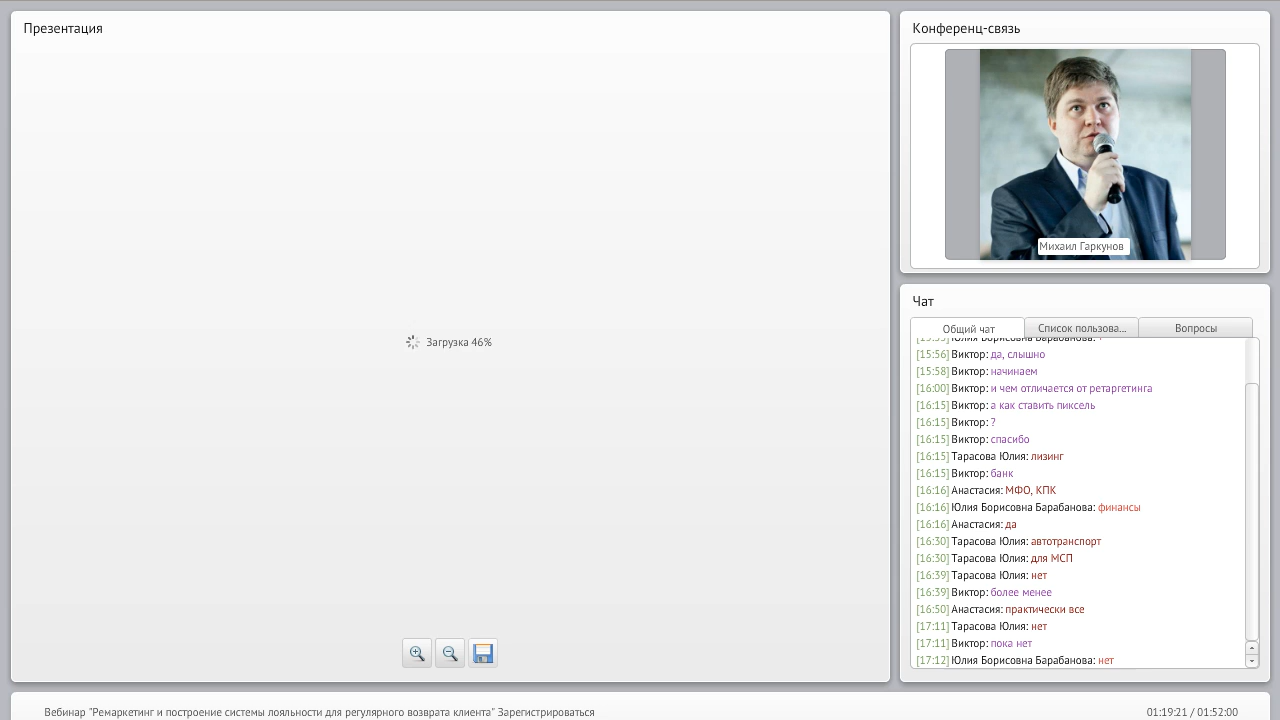 Презентация
Загрузка 46%
Конференц-связь
Михаил Гаркунов
Чат
Общий чат
Список пользова...
Вопросы
Юлия Борисовна Барабанова:
[15:56] Виктор: да, слышно
[15:58] Виктор: начинаем
[16:00] Виктор: и чем отличается от ретаргетинга
[16:15] Виктор: а как ставить пиксель
[16:15] Виктор: ?
[16:15] Виктор: спасибо
[16:15] Тарасова Юлия: лизинг
[16:15] Виктор: банк
[16:16] Анастасия: МФО, КПК
[16:16] Юлия Борисовна Барабанова: финансы
[16:16] Анастасия: да
[16:30] Тарасова Юлия: автотранспорт
[16:30] Тарасова Юлия: для МСП
[16:39] Тарасова Юлия: нет
[16:39] Виктор: более менее
[16:50] Анастасия: практически все
[17:11] Тарасова Юлия: нет
[17:11] Виктор: пока нет
[17:12] Юлия Борисовна Барабанова: нет
Вебинар "Ремаркетинг и построение системы лояльности для регулярного возврата клиента" Зарегистрироваться
01:19:21 / 01:52:00